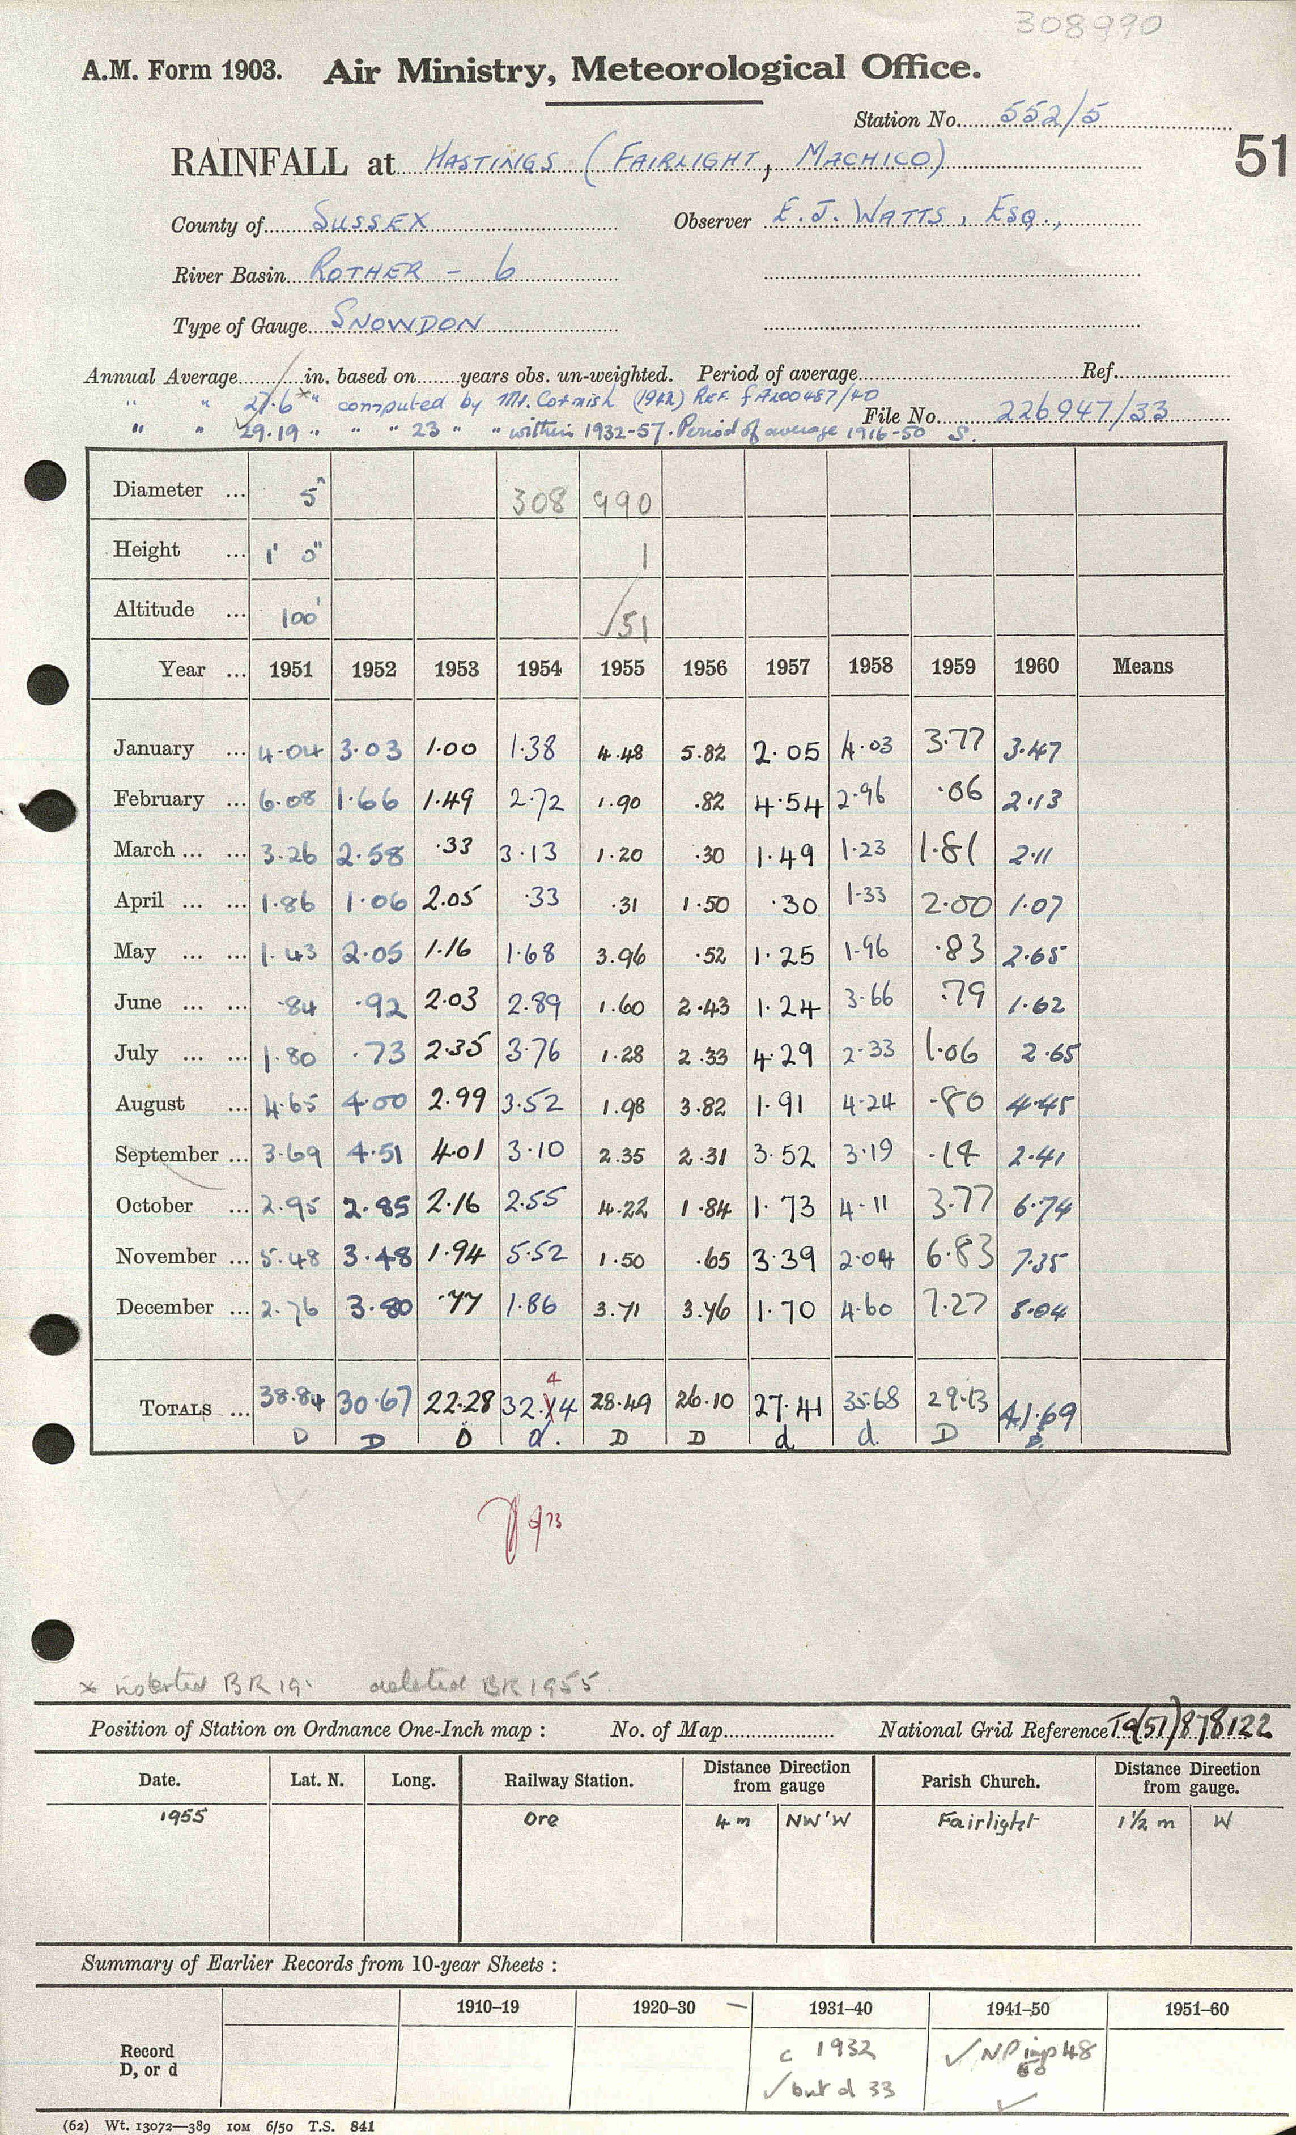 308990
A.M. Form 1903. Air Ministry, Meteorological Office.
Station No. 552/5
RAINFALL at HASTINGS (FAIRLIGHT, MACHICO)
51
County of SUSSEX Observer E. J. WATTS, ESQ.,
River Basin ROTHER - 6
Type of Gauge SNOWDON
Annual Average / in. based on years obs. un-weighted. Period of average Ref.
" " 27.6 x" computed by Mr. Cornish (1942) REF.
File No. 226947/33
" " 29.19 " " " 23 " " within 1932-57. Period of average 1916-50 S.
Diameter ... 5" 308 990
Height ... 1' 0" 1
Altitude ... 100' /51
Year ... 1951 1952 1953 1954 1955 1956 1957 1958 1959 1960 Means
January ... 4.04 3.03 1.00 1.38 4.48 5.82 2.05 4.03 3.77 3.47
February ... 6.08 1.66 1.49 2.72 1.90 .82 4.54 2.96 .06 2.13
March ... ... 3.26 2.58 .33 3.13 1.20 .30 1.49 1.23 1.81 2.11
April ... ... 1.86 1.06 2.05 .33 .31 1.50 .30 1.33 2.00 1.07
May ... ... 1.43 2.05 1.16 1.68 3.96 .52 1.25 1.96 .83 2.65
June ... ... .84 .92 2.03 2.89 1.60 2.43 1.24 3.66 .79 1.62
July ... ... 1.80 .73 2.35 3.76 1.28 2.33 4.29 2.33 1.06 2.65
August ... 4.65 4.00 2.99 3.52 1.98 3.82 1.91 4.24 .80 4.45
September ... 3.69 4.51 4.01 3.10 2.35 2.31 3.52 3.19 .14 2.41
October ... 2.95 2.85 2.16 2.55 4.22 1.84 1.73 4.11 3.77 6.74
November ... 5.48 3.48 1.94 5.52 1.50 .65 3.39 2.04 6.83 7.35
December ... 2.76 3.80 .77 1.86 3.71 3.76 1.70 4.60 7.27 5.04
4
TOTALS ... 38.84 30.67 22.28 32.14 28.49 26.10 27.41 35.68 29.13 41.69
D D D d. D D d d. D D.
x inserted BR 19. deleted BR 1955.
Position of Station on Ordnance One-Inch map : No. of Map National Grid Reference TQ(51)878122
Date. Lat. N. Long. Railway Station. Distance Direction from gauge Parish Church. Distance Direction from gauge.
1955 Ore 4 m NW'W Fairlight 1½ m W
Summary of Earlier Records from 10-year Sheets :
1910–19 1920–30 – 1931–40 1941–50 1951–60
Record D, or d
c 1932 ✓ NP inp 48
50
✓ but d 33 ✓
(62) Wt. 13072—389 10M 6/50 T.S. 841